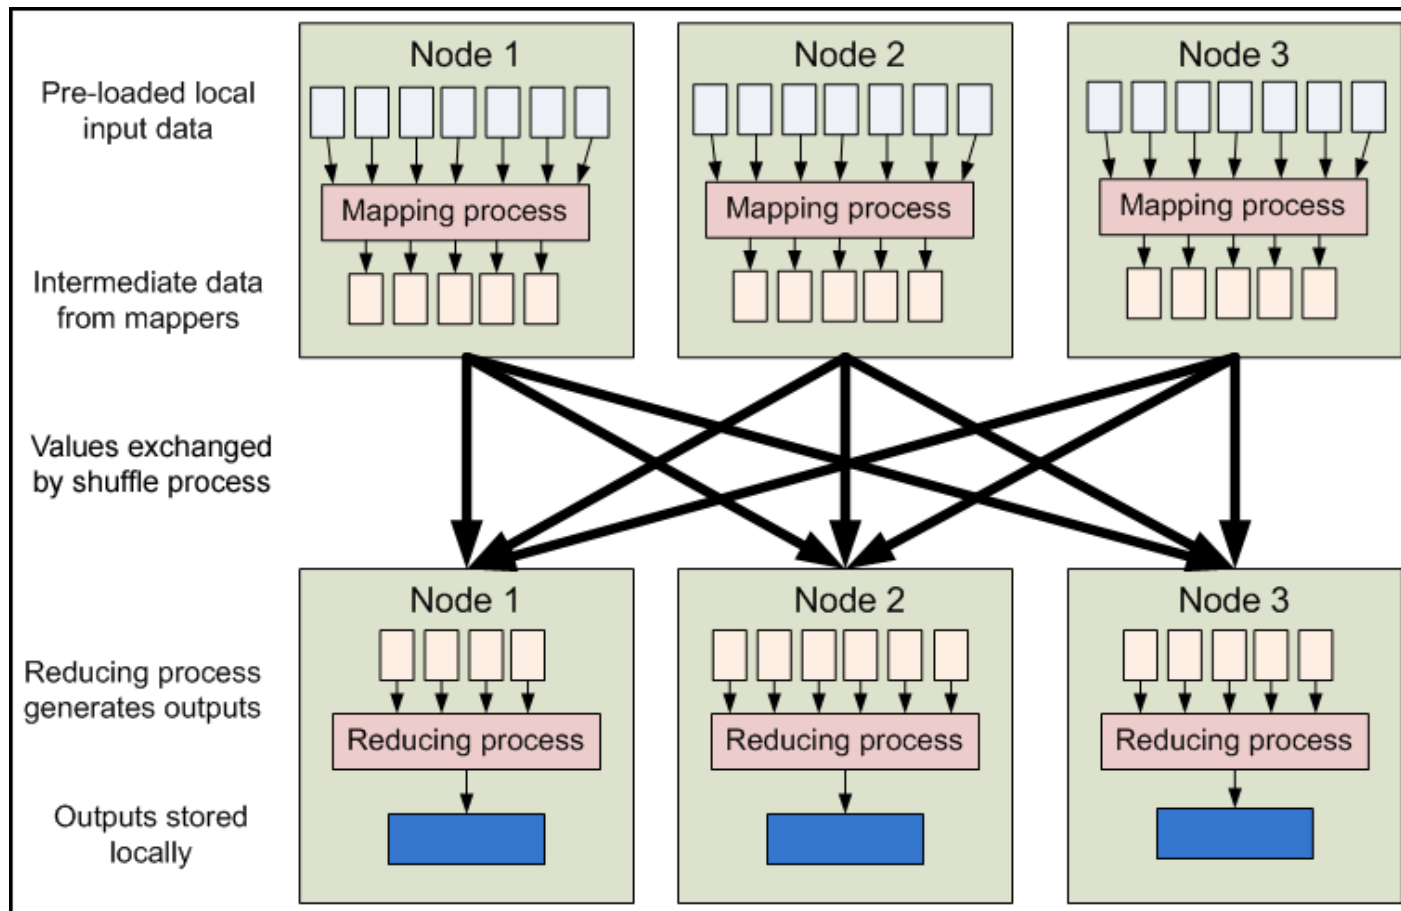 Node 1
Node 2
Node 3
Pre-loaded local
input data
Mapping process
Mapping process
Mapping process
Intermediate data
from mappers
Values exchanged
by shuffle process
Node 1
Node 2
Node 3
Reducing process
generates outputs
Reducing process
Reducing process
Reducing process
Outputs stored
locally